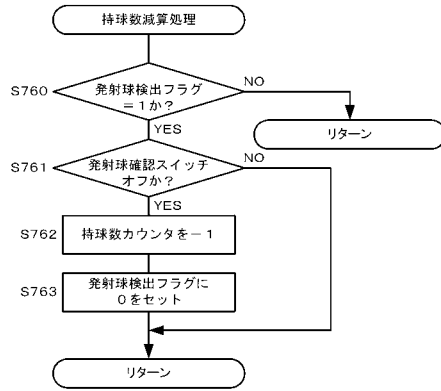 持球数減算処理
S760
発射球検出フラグ
＝1か？
NO
YES
リターン
S761
発射球確認スイッチ
オフか？
NO
YES
S762
持球数カウンタを－1
S763
発射球検出フラグに
0をセット
リターン